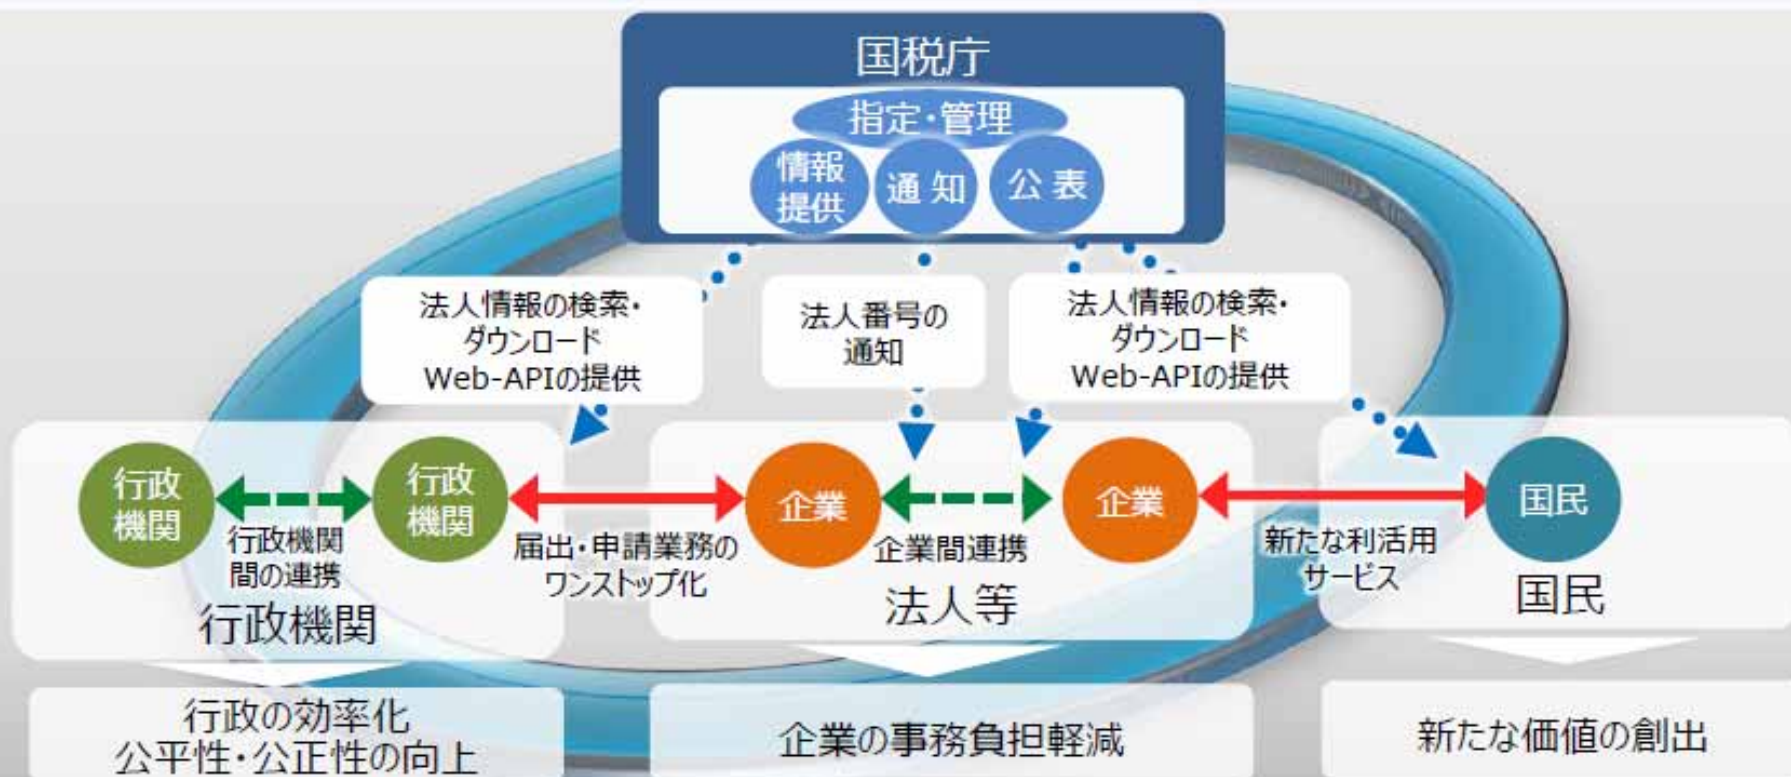 国税庁
指定・管理
情報
提供
通 知
公 表
法人情報の検索・
ダウンロード
Web-APIの提供
法人番号の
通知
法人情報の検索・
ダウンロード
Web-APIの提供
行政
機関
行政機関
間の連携
行政
機関
行政機関
届出・申請業務の
ワンストップ化
企業
企業間連携
企業
法人等
新たな利活用
サービス
国民
国民
行政の効率化
公平性・公正性の向上
企業の事務負担軽減
新たな価値の創出